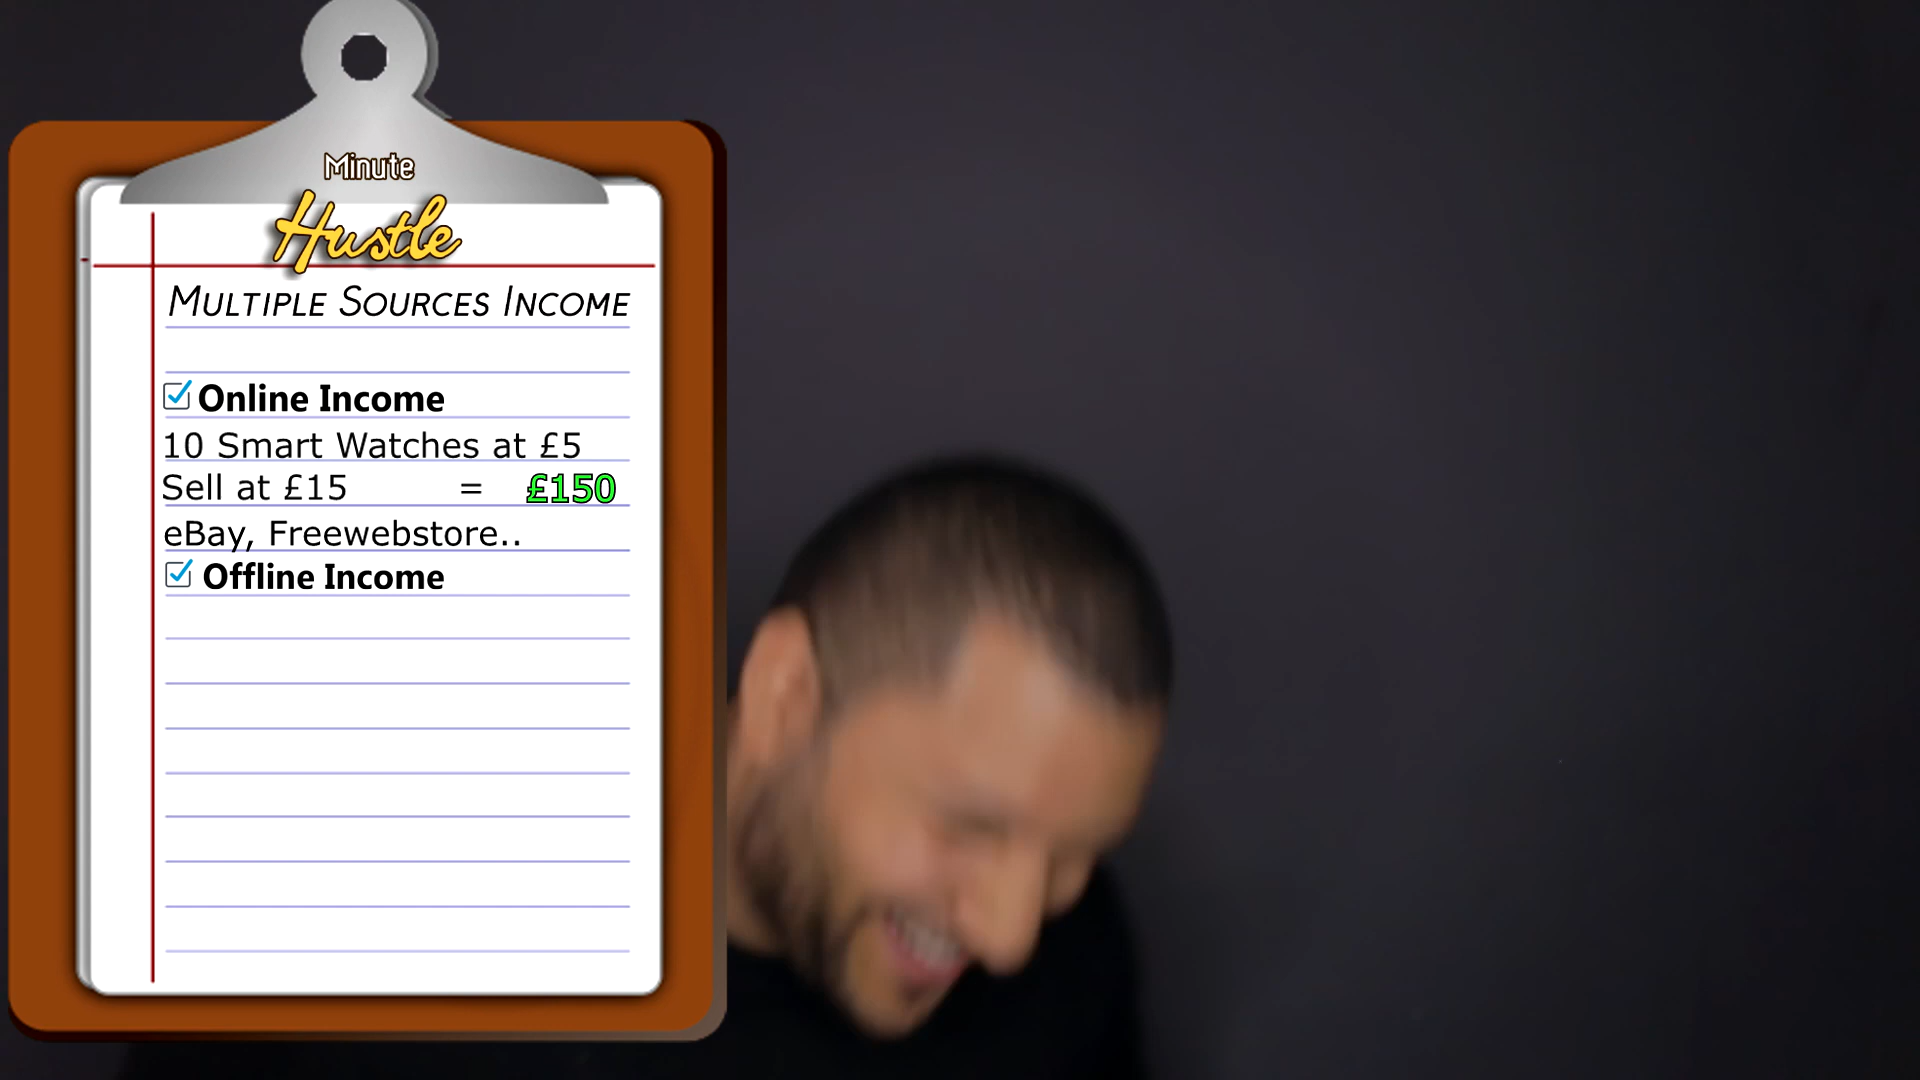 Minute
Hustle
Multiple Sources Income
Online Income
10 Smart Watches at £5
Sell at £15 = £150
eBay, Freewebstore..
Offline Income